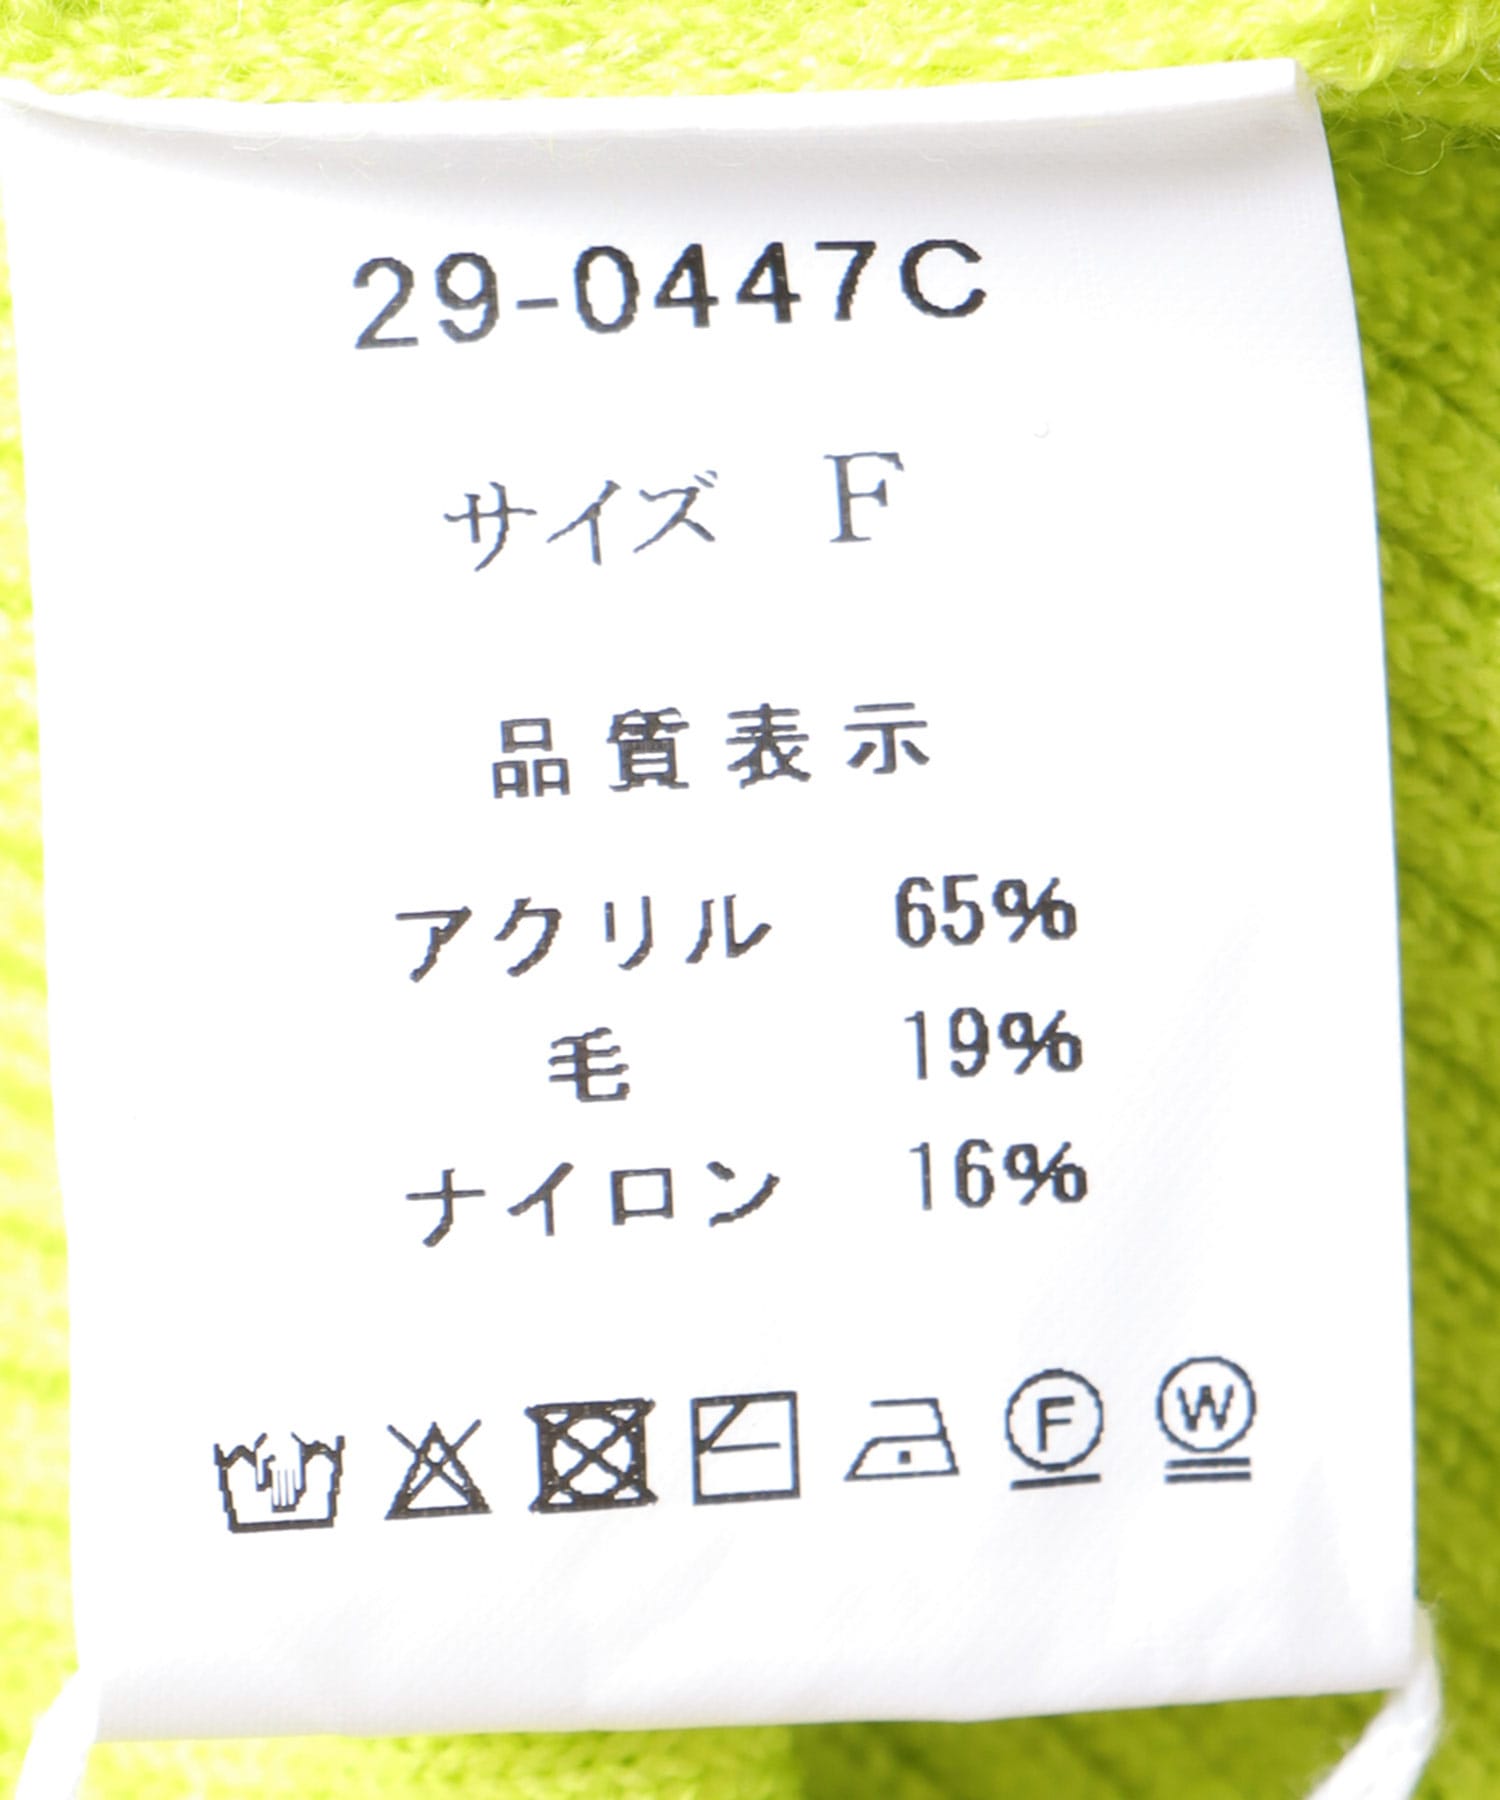 29-0447C
サイズ F
品質表示
アクリル 65%
毛 19%
ナイロン 16%
F W